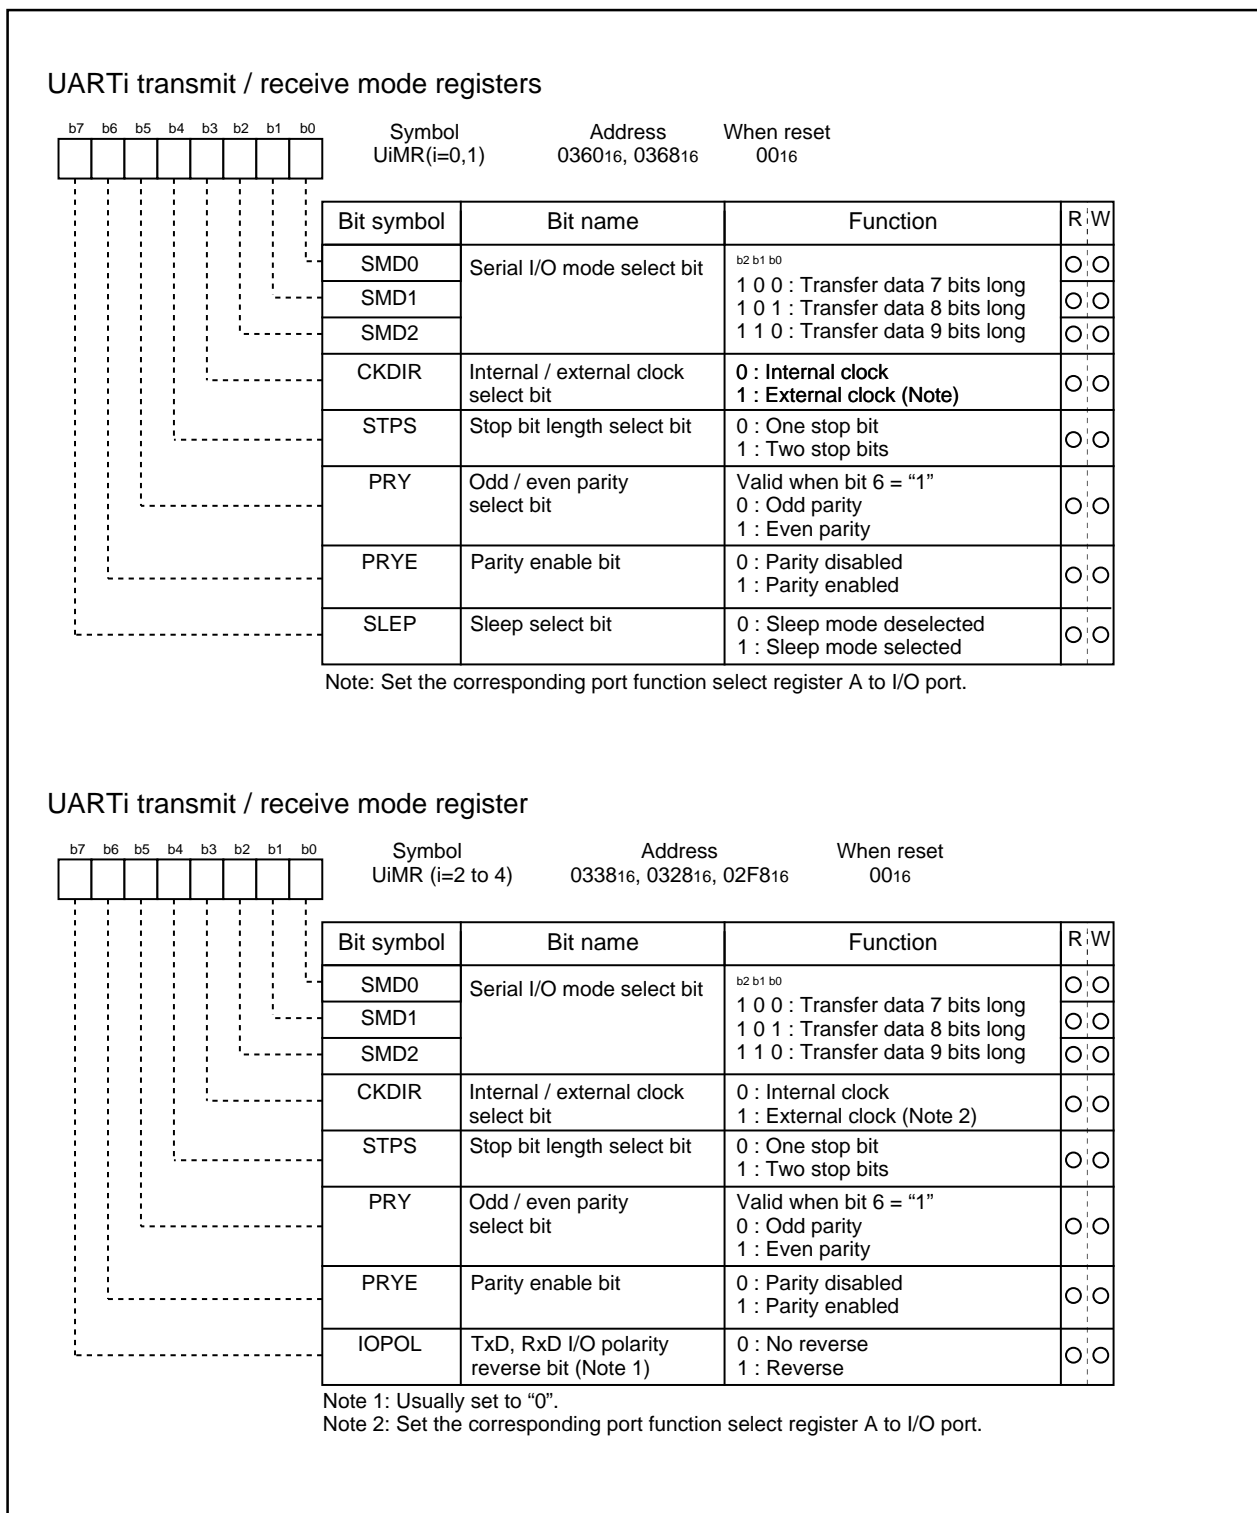 UARTi transmit / receive mode registers
b7 b6 b5 b4 b3 b2 b1 b0
Symbol Address When reset
UiMR(i=0,1) 036016, 036816 0016
Bit symbol Bit name Function R W
SMD0 Serial I/O mode select bit b2 b1 b0
1 0 0 : Transfer data 7 bits long
SMD1 1 0 1 : Transfer data 8 bits long
SMD2 1 1 0 : Transfer data 9 bits long
CKDIR Internal / external clock 0 : Internal clock
select bit 1 : External clock (Note)
STPS Stop bit length select bit 0 : One stop bit
1 : Two stop bits
PRY Odd / even parity Valid when bit 6 = “1”
select bit 0 : Odd parity
1 : Even parity
PRYE Parity enable bit 0 : Parity disabled
1 : Parity enabled
SLEP Sleep select bit 0 : Sleep mode deselected
1 : Sleep mode selected
Note: Set the corresponding port function select register A to I/O port.
UARTi transmit / receive mode register
b7 b6 b5 b4 b3 b2 b1 b0
Symbol Address When reset
UiMR (i=2 to 4) 033816, 032816, 02F816 0016
Bit symbol Bit name Function R W
SMD0 Serial I/O mode select bit b2 b1 b0
1 0 0 : Transfer data 7 bits long
SMD1 1 0 1 : Transfer data 8 bits long
SMD2 1 1 0 : Transfer data 9 bits long
CKDIR Internal / external clock 0 : Internal clock
select bit 1 : External clock (Note 2)
STPS Stop bit length select bit 0 : One stop bit
1 : Two stop bits
PRY Odd / even parity Valid when bit 6 = “1”
select bit 0 : Odd parity
1 : Even parity
PRYE Parity enable bit 0 : Parity disabled
1 : Parity enabled
IOPOL TxD, RxD I/O polarity 0 : No reverse
reverse bit (Note 1) 1 : Reverse
Note 1: Usually set to “0”.
Note 2: Set the corresponding port function select register A to I/O port.